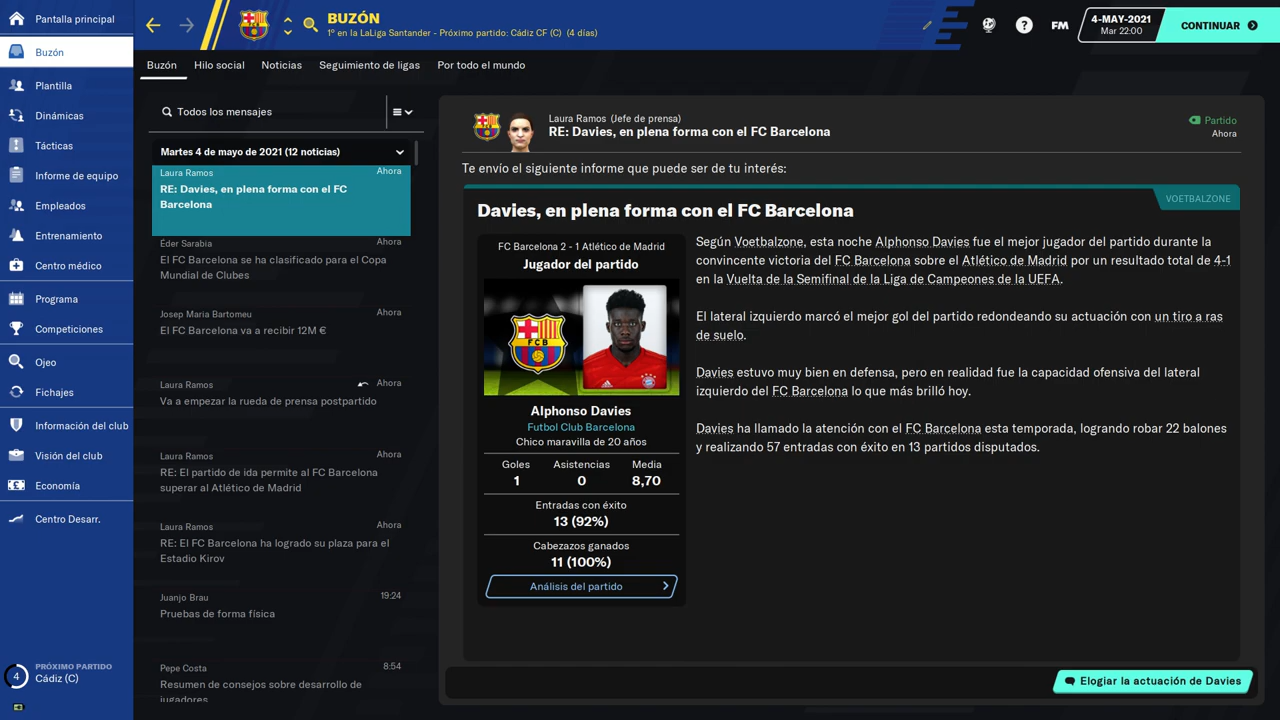 Pantalla principal
Buzón
Plantilla
Dinámicas
Tácticas
Informe de equipo
Empleados
Entrenamiento
Centro médico
Programa
Competiciones
Ojeo
Fichajes
Información del club
Visión del club
Economía
Centro Desarr.
4
PRÓXIMO PARTIDO
Cádiz (C)
BUZÓN
1º en la LaLiga Santander - Próximo partido: Cádiz CF (C) (4 días)
?
FM
4-MAY-2021
Mar 22:00
CONTINUAR
Buzón Hilo social Noticias Seguimiento de ligas Por todo el mundo
Todos los mensajes
Martes 4 de mayo de 2021 (12 noticias)
Laura Ramos Ahora
RE: Davies, en plena forma con el FC
Barcelona
Éder Sarabia Ahora
El FC Barcelona se ha clasificado para el Copa
Mundial de Clubes
Josep Maria Bartomeu Ahora
El FC Barcelona va a recibir 12M €
Laura Ramos Ahora
Va a empezar la rueda de prensa postpartido
Laura Ramos Ahora
RE: El partido de ida permite al FC Barcelona
superar al Atlético de Madrid
Laura Ramos Ahora
RE: El FC Barcelona ha logrado su plaza para el
Estadio Kirov
Juanjo Brau 19:24
Pruebas de forma física
Pepe Costa 8:54
Resumen de consejos sobre desarrollo de
jugadores
Laura Ramos (Jefe de prensa)
RE: Davies, en plena forma con el FC Barcelona
Partido
Ahora
Te envío el siguiente informe que puede ser de tu interés:
VOETBALZONE
Davies, en plena forma con el FC Barcelona
FC Barcelona 2 - 1 Atlético de Madrid
Jugador del partido
FCB
Alphonso Davies
Futbol Club Barcelona
Chico maravilla de 20 años
Goles Asistencias Media
1 0 8,70
Entradas con éxito
13 (92%)
Cabezazos ganados
11 (100%)
Análisis del partido
Según Voetbalzone, esta noche Alphonso Davies fue el mejor jugador del partido durante la
convincente victoria del FC Barcelona sobre el Atlético de Madrid por un resultado total de 4-1
en la Vuelta de la Semifinal de la Liga de Campeones de la UEFA.
El lateral izquierdo marcó el mejor gol del partido redondeando su actuación con un tiro a ras
de suelo.
Davies estuvo muy bien en defensa, pero en realidad fue la capacidad ofensiva del lateral
izquierdo del FC Barcelona lo que más brilló hoy.
Davies ha llamado la atención con el FC Barcelona esta temporada, logrando robar 22 balones
y realizando 57 entradas con éxito en 13 partidos disputados.
Elogiar la actuación de Davies